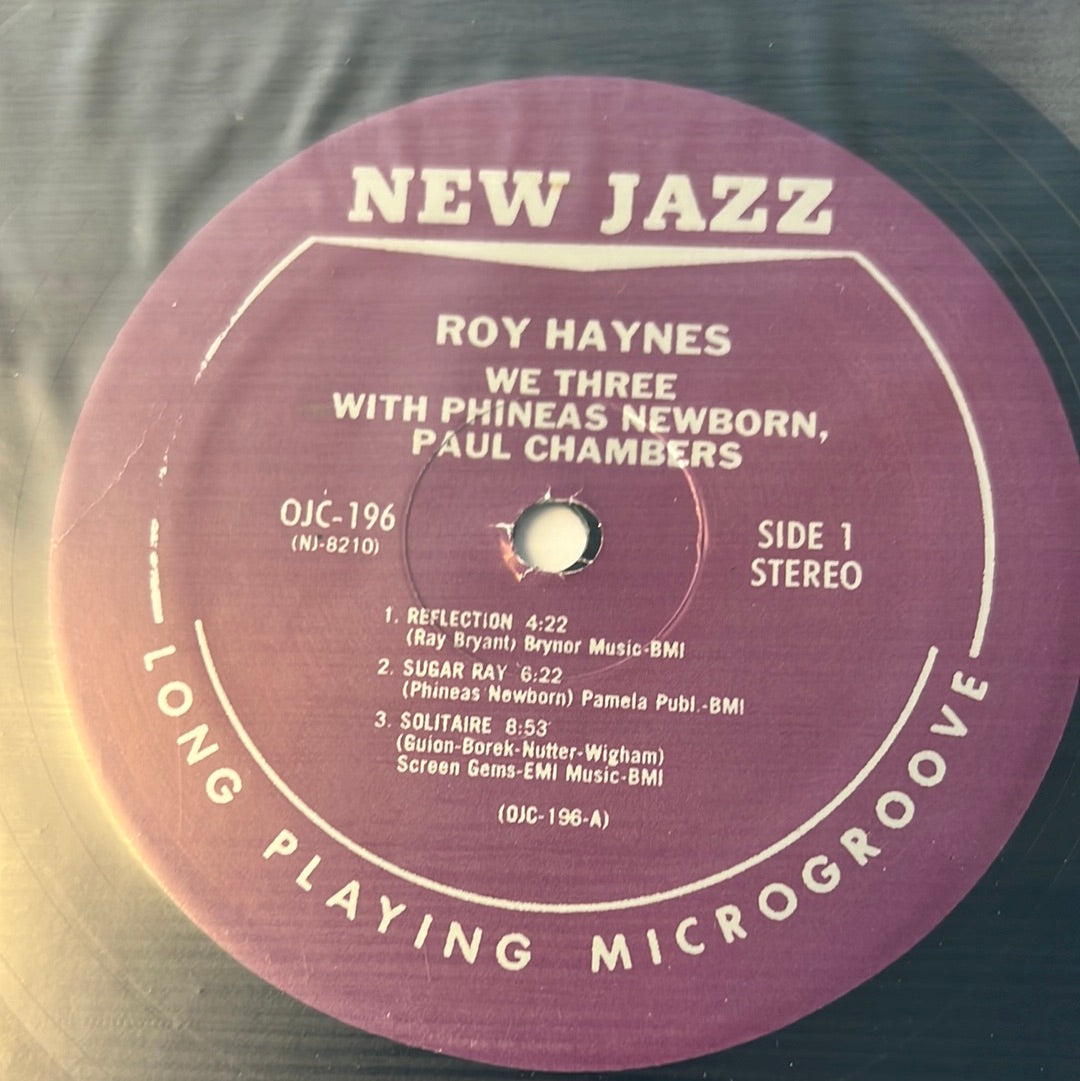 NEW JAZZ
ROY HAYNES
WE THREE
WITH PHINEAS NEWBORN,
PAUL CHAMBERS
OJC-196
(NJ-8210)
SIDE 1
STEREO
1. REFLECTION 4:22
(Ray Bryant) Brynor Music-BMI
2. SUGAR RAY 6:22
(Phineas Newborn) Pamela Publ.-BMI
3. SOLITAIRE 8:53
(Guion-Borek-Nutter-Wigham)
Screen Gems-EMI Music-BMI
(OJC-196-A)
LONG PLAYING MICROGROOVE